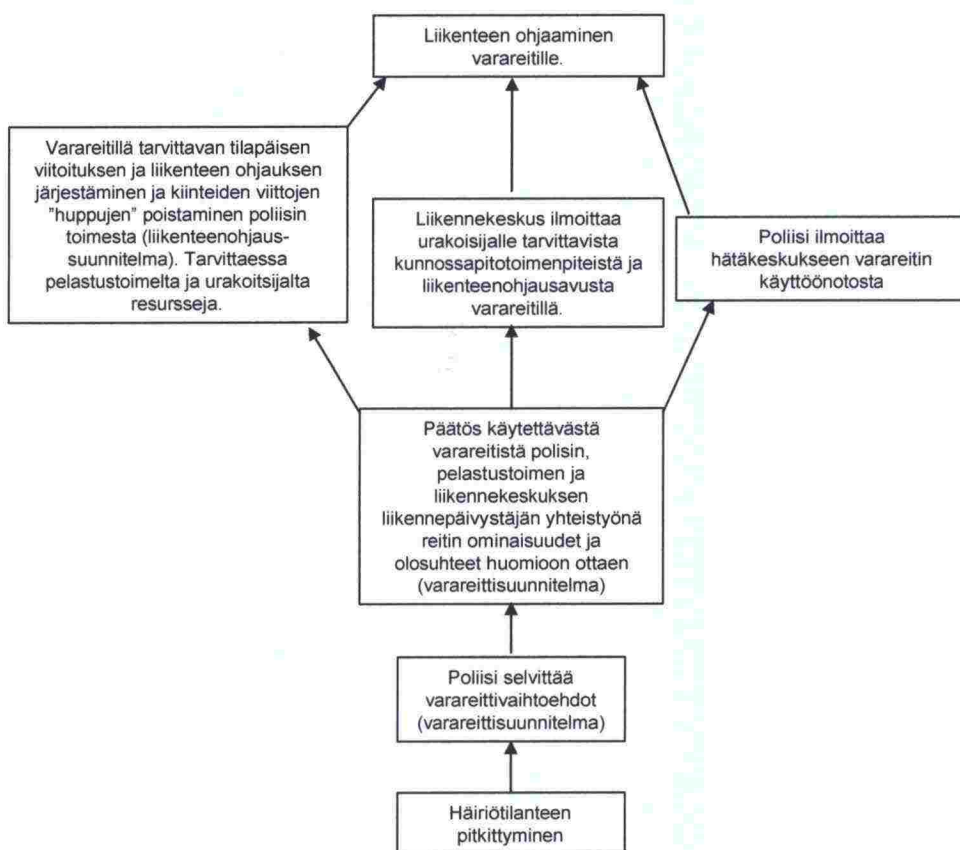 Liikenteen ohjaaminen
varareitille.
Varareitillä tarvittavan tilapäisen
viitoituksen ja liikenteen ohjauksen
järjestäminen ja kiinteiden viittojen
"huppujen" poistaminen poliisin
toimesta (liikenteenohjaus-
suunnitelma). Tarvittaessa
pelastustoimelta ja urakoitsijalta
resursseja.
Liikennekeskus ilmoittaa
urakoisijalle tarvittavista
kunnossapitotoimenpiteistä ja
liikenteenohjausavusta
varareitillä.
Poliisi ilmoittaa
hätäkeskukseen varareitin
käyttöönotosta
Päätös käytettävästä
varareitistä polisin,
pelastustoimen ja
liikennekeskuksen
liikennepäivystäjän yhteistyönä
reitin ominaisuudet ja
olosuhteet huomioon ottaen
(varareittisuunnitelma)
Poliisi selvittää
varareittivaihtoehdot
(varareittisuunnitelma)
Häiriötilanteen
pitkittyminen